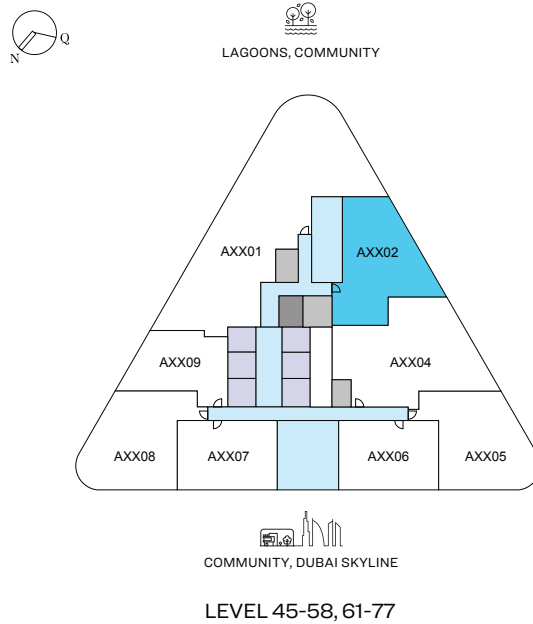 Q
N
LAGOONS, COMMUNITY
AXX01
AXX02
AXX09
AXX04
AXX08
AXX07
AXX06
AXX05
COMMUNITY, DUBAI SKYLINE
LEVEL 45-58, 61-77